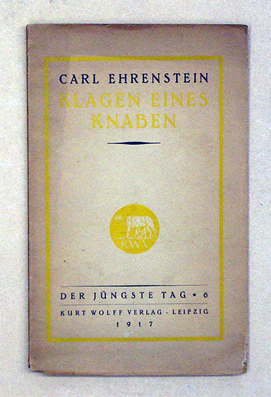 CARL EHRENSTEIN
KLAGEN EINES
KNABEN
KWV
DER JÜNGSTE TAG • 6
KURT WOLFF VERLAG - LEIPZIG
1917